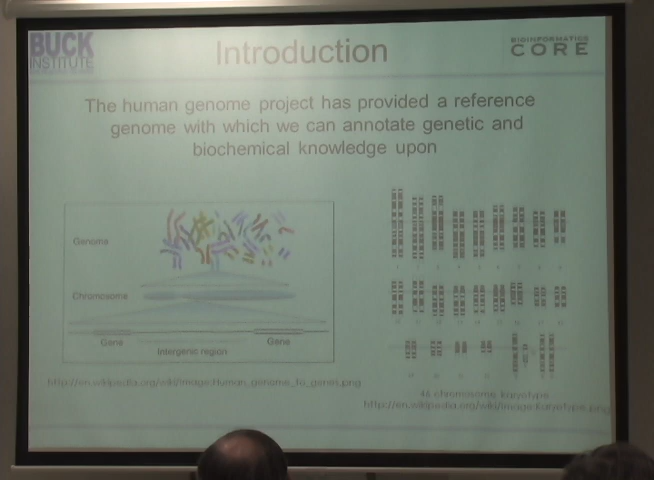 BUCK
INSTITUTE
Introduction
BIOINFORMATICS
CORE
The human genome project has provided a reference
genome with which we can annotate genetic and
biochemical knowledge upon
Genome
Chromosome
Gene
Gene
Intergenic region
http://en.wikipedia.org/wiki/Image:Human_genome_to_genes.png
46 chromosome karyotype
http://en.wikipedia.org/wiki/Image:Karyotype.png